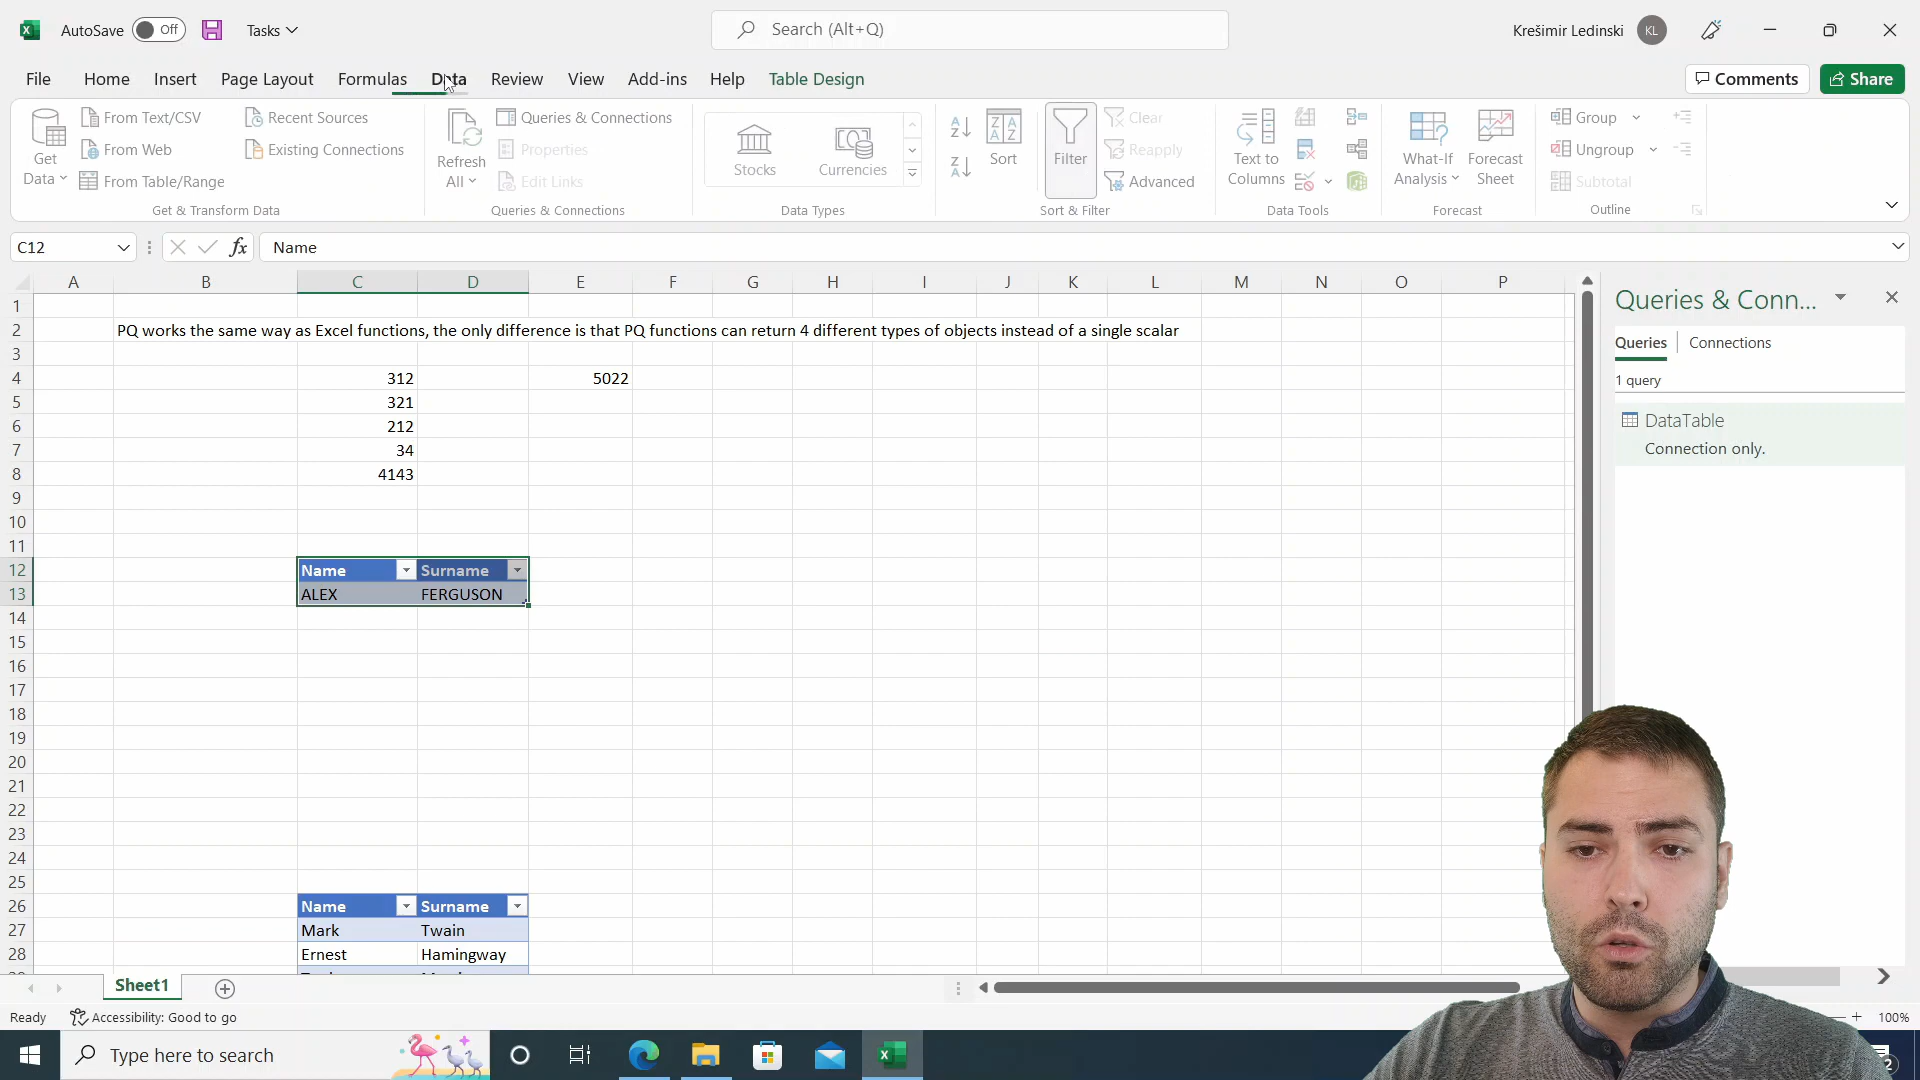 AutoSave Off Tasks Search (Alt+Q) Krešimir Ledinski KL
File Home Insert Page Layout Formulas Data Review View Add-ins Help Table Design Comments Share
From Text/CSV Recent Sources Queries & Connections Clear Group
From Web Existing Connections Properties Reapply Ungroup
Get Data From Table/Range Refresh All Edit Links Stocks Currencies Sort Filter Advanced Text to Columns What-If Analysis Forecast Sheet Subtotal
Get & Transform Data Queries & Connections Data Types Sort & Filter Data Tools Forecast Outline
C12 fx Name
A B C D E F G H I J K L M N O P
1
2 PQ works the same way as Excel functions, the only difference is that PQ functions can return 4 different types of objects instead of a single scalar
3
4 312 5022
5 321
6 212
7 34
8 4143
9
10
11
12 Name Surname
13 ALEX FERGUSON
14
15
16
17
18
19
20
21
22
23
24
25
26 Name Surname
27 Mark Twain
28 Ernest Hamingway
Queries & Conn...
Queries Connections
1 query
DataTable
Connection only.
Sheet1
Ready Accessibility: Good to go 100%
Type here to search 2